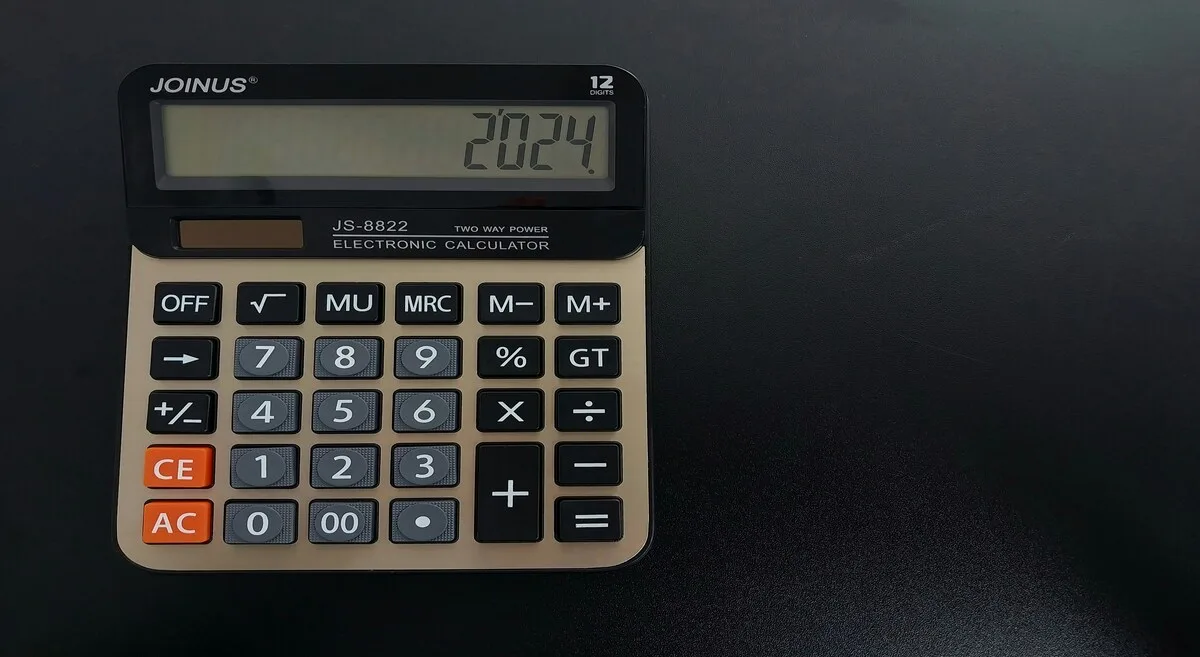 JOINUS® 12
DIGITS
2'024.
JS-8822 TWO WAY POWER
ELECTRONIC CALCULATOR
OFF √ MU MRC M− M+
→ 7 8 9 % GT
+/− 4 5 6 X ÷
CE 1 2 3 + −
AC 0 00 • =